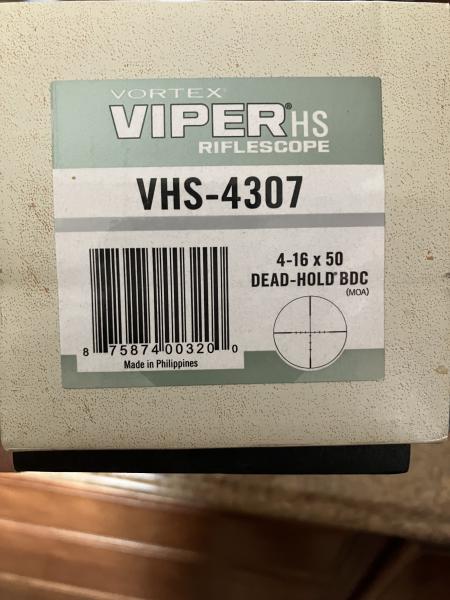 VORTEX®
VIPER® HS
RIFLESCOPE
VHS-4307
4-16 x 50
DEAD-HOLD® BDC
(MOA)
8 75874 00320 0
Made in Philippines